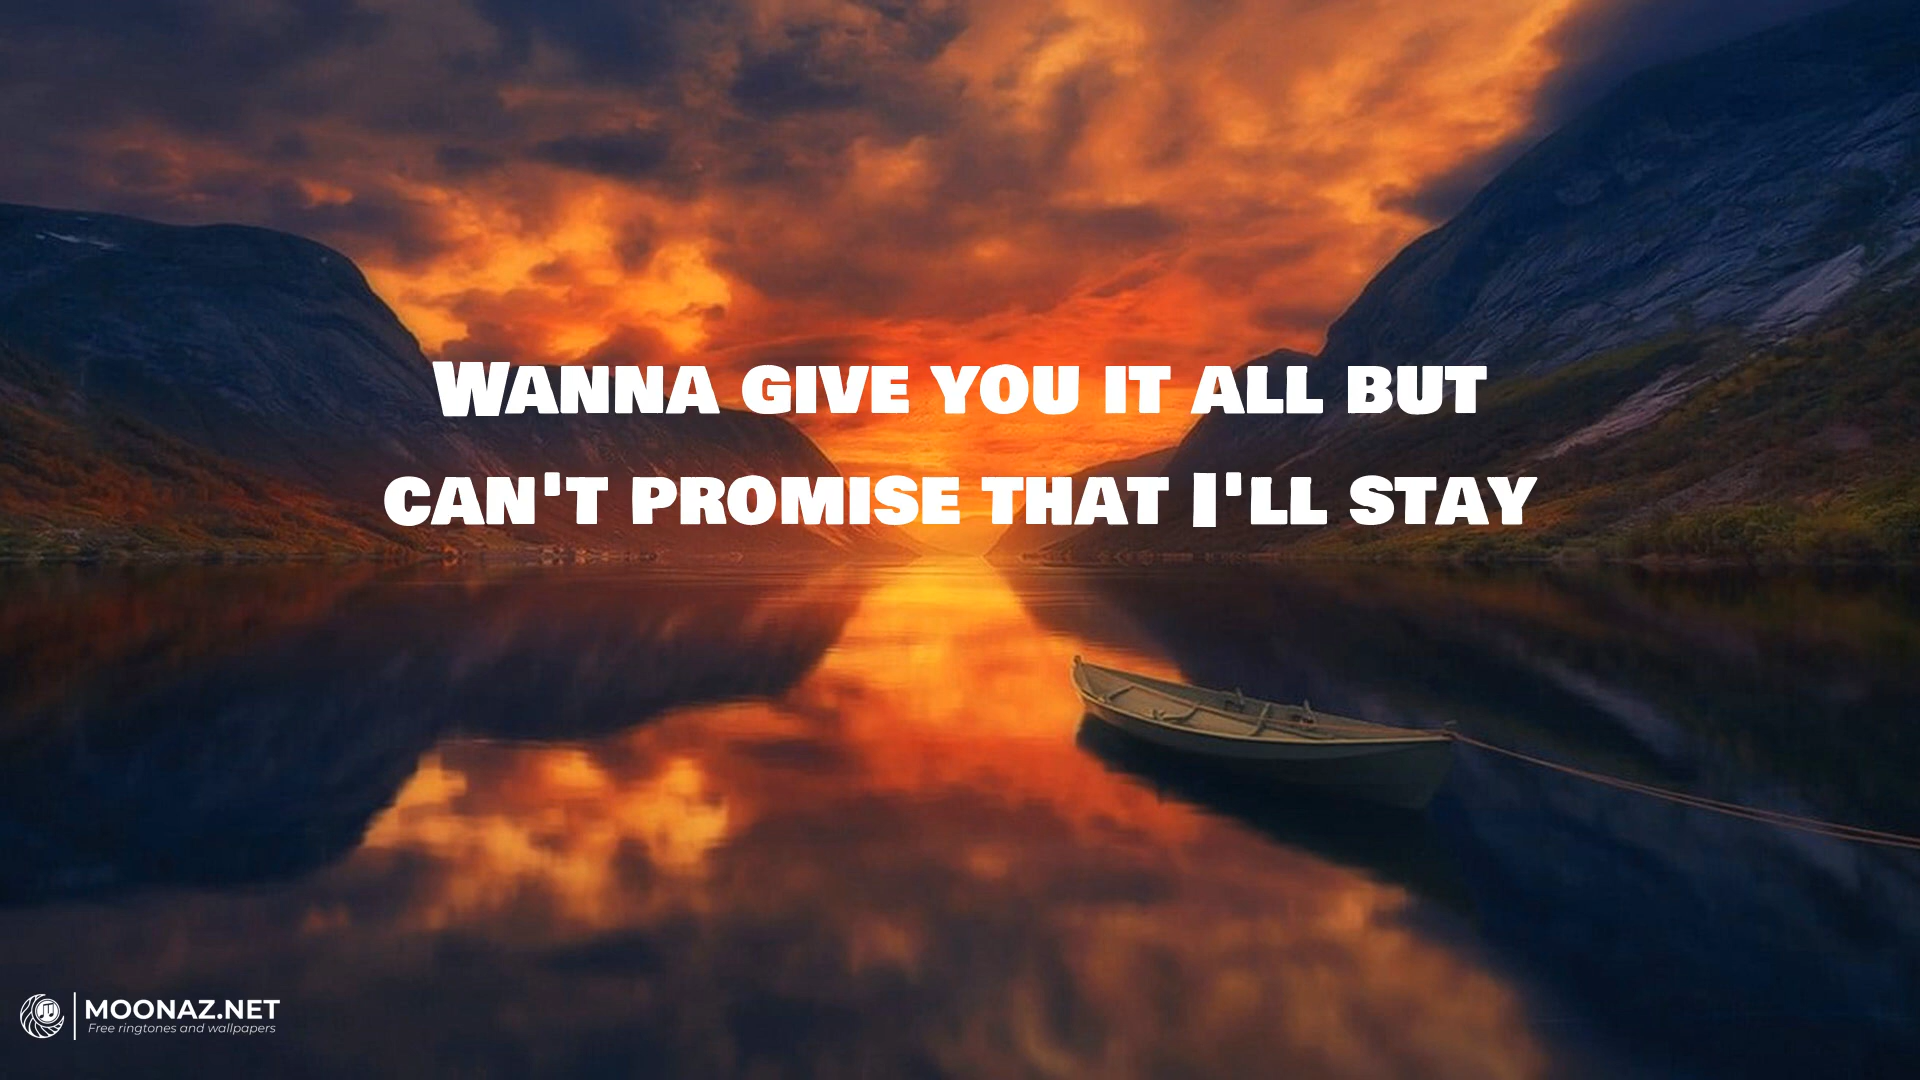 Wanna give you it all but
can't promise that I'll stay
MOONAZ.NET
Free ringtones and wallpapers